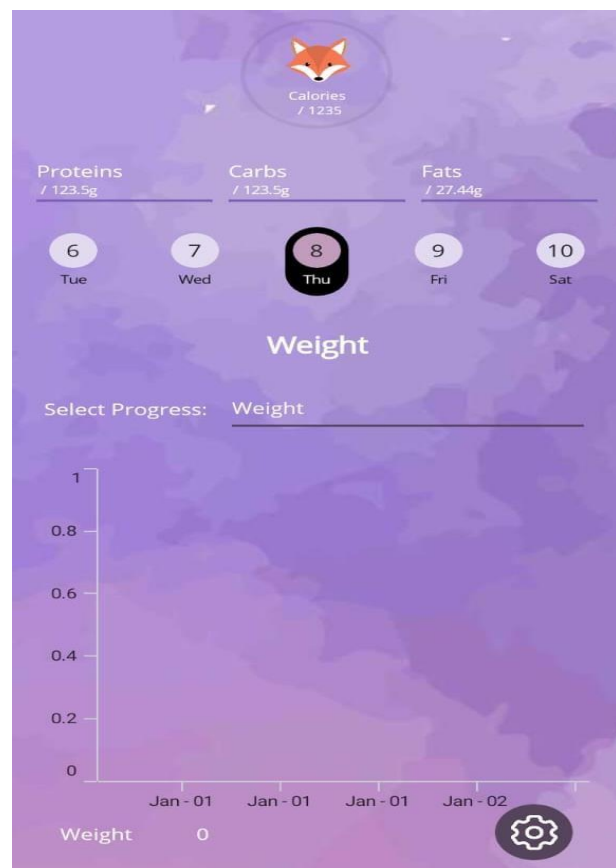 Calories
/ 1235
Proteins Carbs Fats
/ 123.5g / 123.5g / 27.44g
6 7 8 9 10
Tue Wed Thu Fri Sat
Weight
Select Progress: Weight
1
0.8
0.6
0.4
0.2
0
Jan - 01 Jan - 01 Jan - 01 Jan - 02
Weight 0